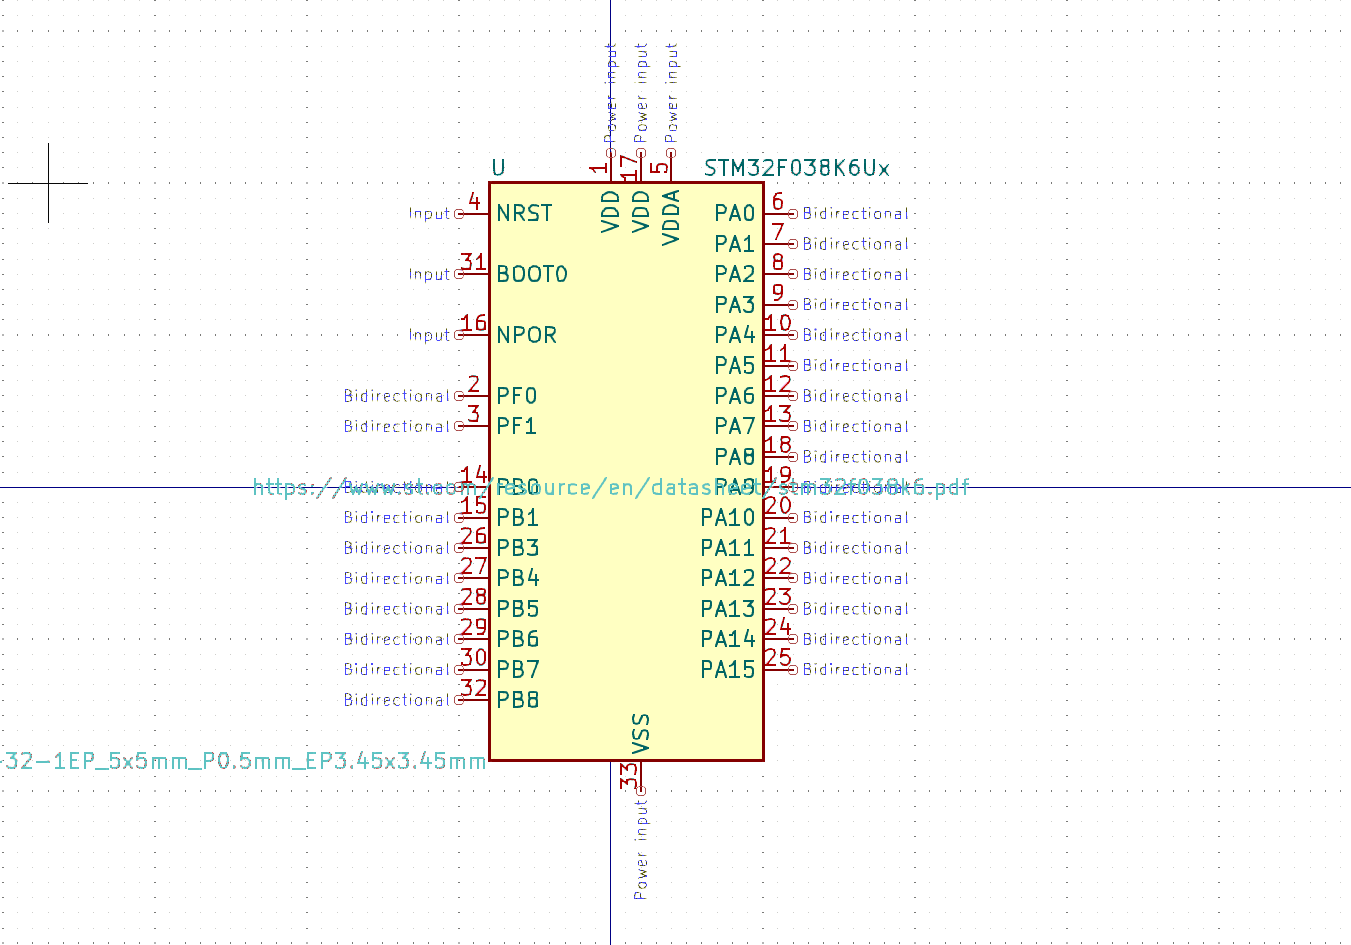 Power input Power input Power input
1 17 5
U STM32F038K6Ux
VDD VDD VDDA
Input 4 NRST PA0 6 Bidirectional
PA1 7 Bidirectional
Input 31 BOOT0 PA2 8 Bidirectional
PA3 9 Bidirectional
Input 16 NPOR PA4 10 Bidirectional
PA5 11 Bidirectional
Bidirectional 2 PF0 PA6 12 Bidirectional
Bidirectional 3 PF1 PA7 13 Bidirectional
PA8 18 Bidirectional
Bidirectional 14 PB0 PA9 19 Bidirectional
https://www.st.com/resource/en/datasheet/stm32f038k6.pdf
Bidirectional 15 PB1 PA10 20 Bidirectional
Bidirectional 26 PB3 PA11 21 Bidirectional
Bidirectional 27 PB4 PA12 22 Bidirectional
Bidirectional 28 PB5 PA13 23 Bidirectional
Bidirectional 29 PB6 PA14 24 Bidirectional
Bidirectional 30 PB7 PA15 25 Bidirectional
Bidirectional 32 PB8
VSS
32-1EP_5x5mm_P0.5mm_EP3.45x3.45mm
33
Power input